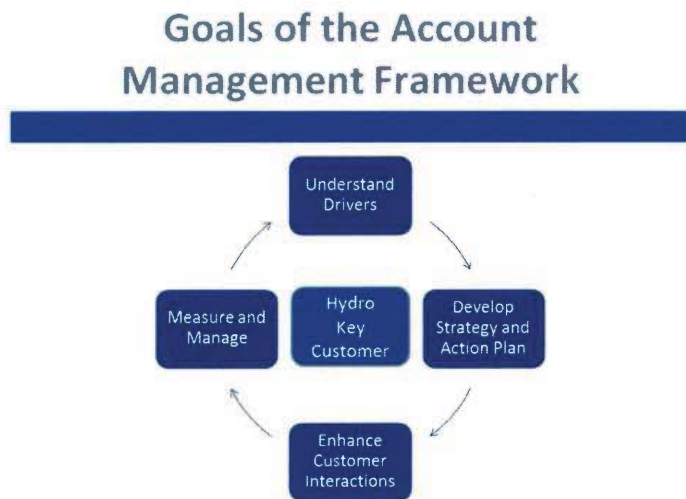 Goals of the Account
Management Framework
Understand
Drivers
Measure and
Manage
Hydro
Key
Customer
Develop
Strategy and
Action Plan
Enhance
Customer
Interactions